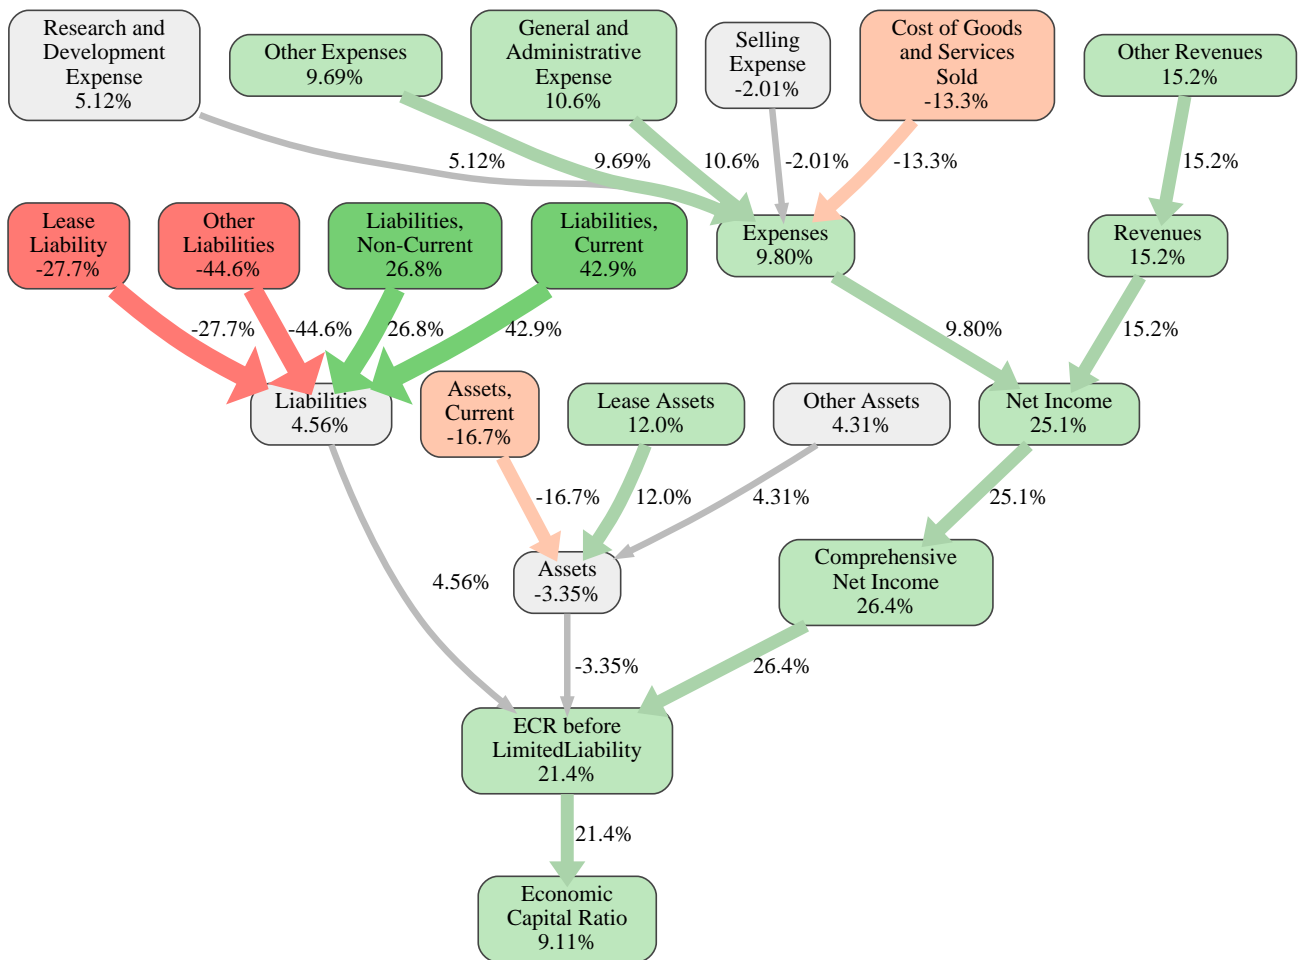 Research and
Development
Expense
5.12%
Other Expenses
9.69%
General and
Administrative
Expense
10.6%
Selling
Expense
-2.01%
Cost of Goods
and Services
Sold
-13.3%
Other Revenues
15.2%
5.12%
9.69%
10.6%
-2.01%
-13.3%
15.2%
Lease
Liability
-27.7%
Other
Liabilities
-44.6%
Liabilities,
Non-Current
26.8%
Liabilities,
Current
42.9%
Expenses
9.80%
Revenues
15.2%
-27.7%
-44.6%
26.8%
42.9%
9.80%
15.2%
Liabilities
4.56%
Assets,
Current
-16.7%
Lease Assets
12.0%
Other Assets
4.31%
Net Income
25.1%
-16.7%
12.0%
4.31%
25.1%
4.56%
Assets
-3.35%
Comprehensive
Net Income
26.4%
-3.35%
26.4%
ECR before
LimitedLiability
21.4%
21.4%
Economic
Capital Ratio
9.11%